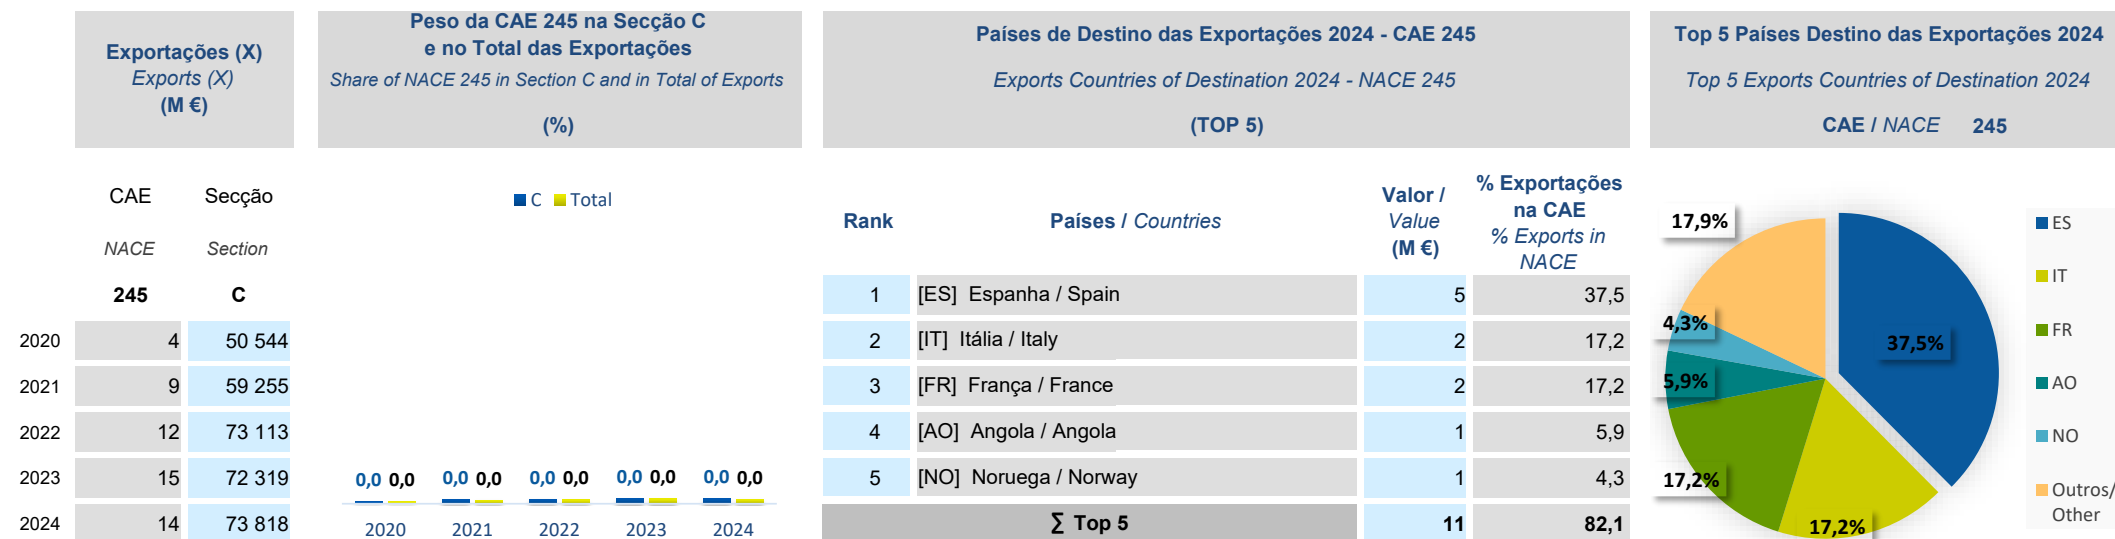 Exportações (X)
Exports (X)
(M €)
Peso da CAE 245 na Secção C
e no Total das Exportações
Share of NACE 245 in Section C and in Total of Exports
(%)
Países de Destino das Exportações 2024 - CAE 245
Exports Countries of Destination 2024 - NACE 245
(TOP 5)
Top 5 Países Destino das Exportações 2024
Top 5 Exports Countries of Destination 2024
CAE / NACE 245
CAE Secção
NACE Section
245 C
2020 4 50 544
2021 9 59 255
2022 12 73 113
2023 15 72 319
2024 14 73 818
C Total
0,0 0,0 0,0 0,0 0,0 0,0 0,0 0,0 0,0 0,0
2020 2021 2022 2023 2024
Rank
Países / Countries
Valor /
Value
(M €)
% Exportações
na CAE
% Exports in
NACE
1 [ES] Espanha / Spain 5 37,5
2 [IT] Itália / Italy 2 17,2
3 [FR] França / France 2 17,2
4 [AO] Angola / Angola 1 5,9
5 [NO] Noruega / Norway 1 4,3
∑ Top 5 11 82,1
17,9%
4,3%
5,9%
17,2%
17,2%
37,5%
ES
IT
FR
AO
NO
Outros/
Other